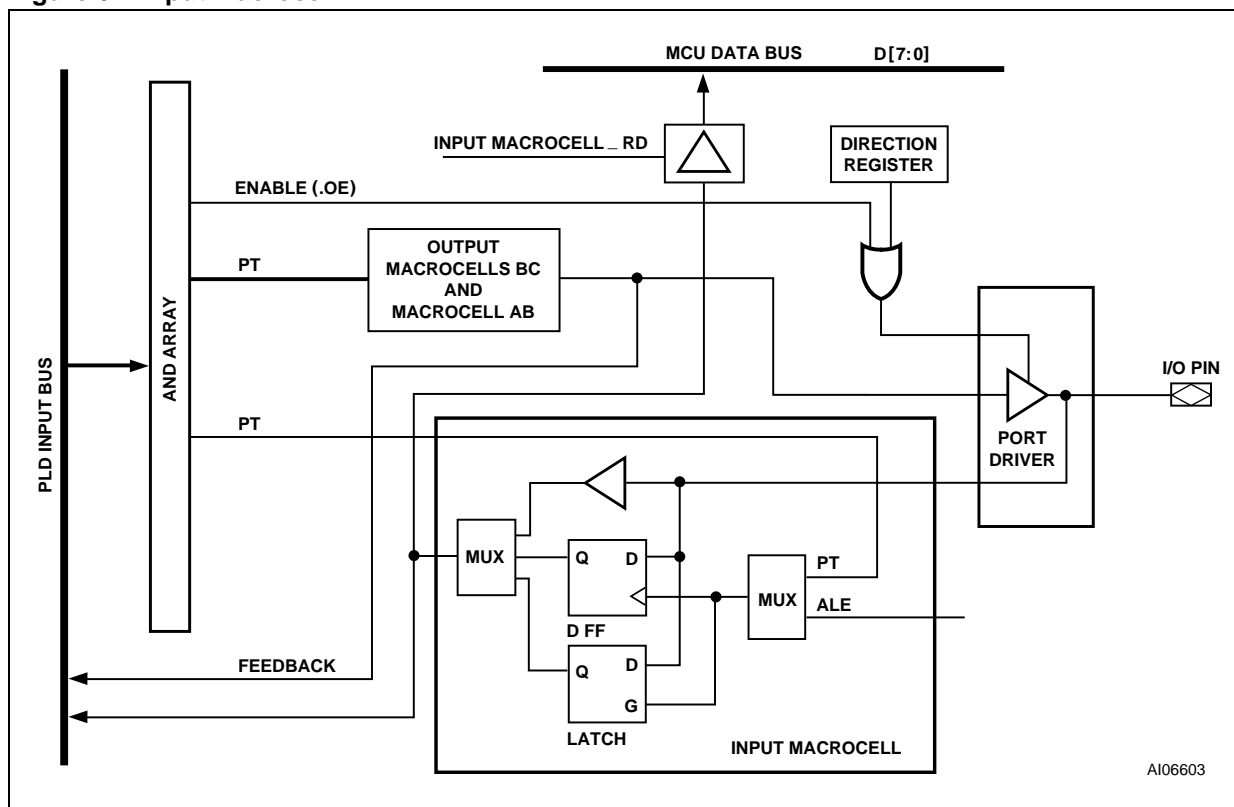 MCU DATA BUS D[7:0]
INPUT MACROCELL _ RD
DIRECTION
REGISTER
ENABLE (.OE)
PT
OUTPUT
MACROCELLS BC
AND
MACROCELL AB
PLD INPUT BUS
AND ARRAY
I/O PIN
PORT
DRIVER
PT
MUX
Q
D
D FF
MUX
PT
ALE
Q
D
G
LATCH
FEEDBACK
INPUT MACROCELL
AI06603